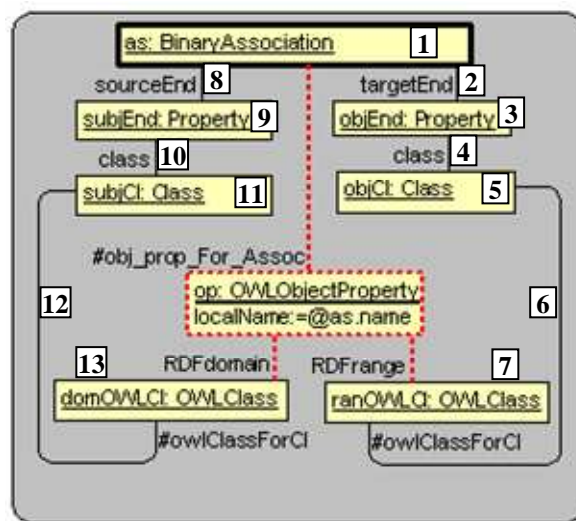 as: BinaryAssociation 1
sourceEnd 8 targetEnd 2
subjEnd: Property 9 objEnd: Property 3
class 10 class 4
subjCl: Class 11 objCl: Class 5
#obj_prop_For_Assoc
12 op: OWLObjectProperty 6
localName:=@as.name
13 RDFdomain RDFrange 7
domOWLCl: OWLClass ranOWLCl: OWLClass
#owlClassForCl #owlClassForCl